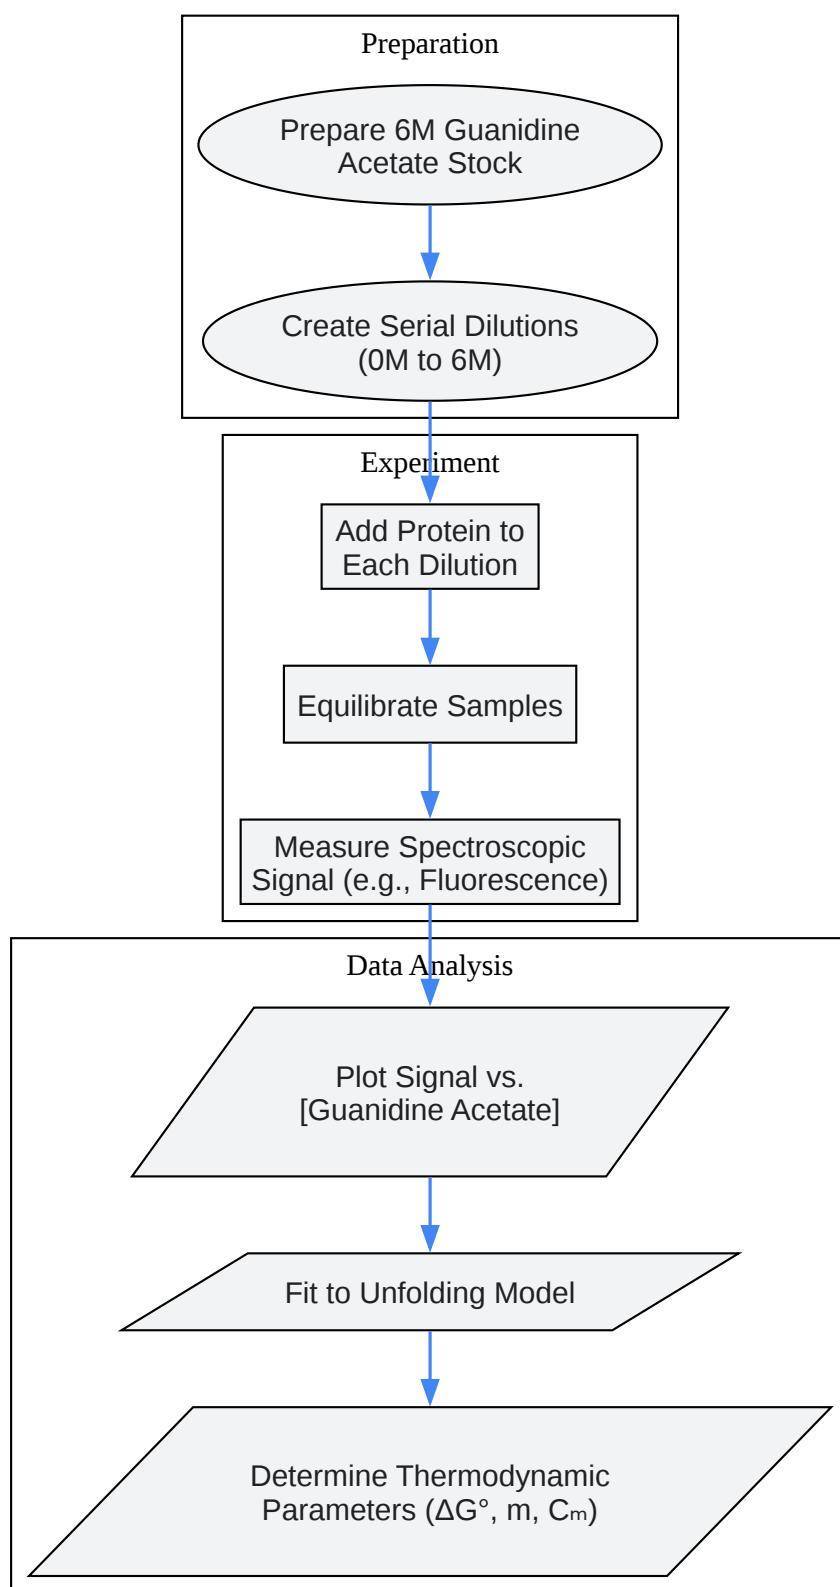 Preparation
Prepare 6M Guanidine
Acetate Stock
Create Serial Dilutions
(0M to 6M)
Experiment
Add Protein to
Each Dilution
Equilibrate Samples
Measure Spectroscopic
Signal (e.g., Fluorescence)
Data Analysis
Plot Signal vs.
[Guanidine Acetate]
Fit to Unfolding Model
Determine Thermodynamic
Parameters (ΔG°, m, Cₘ)